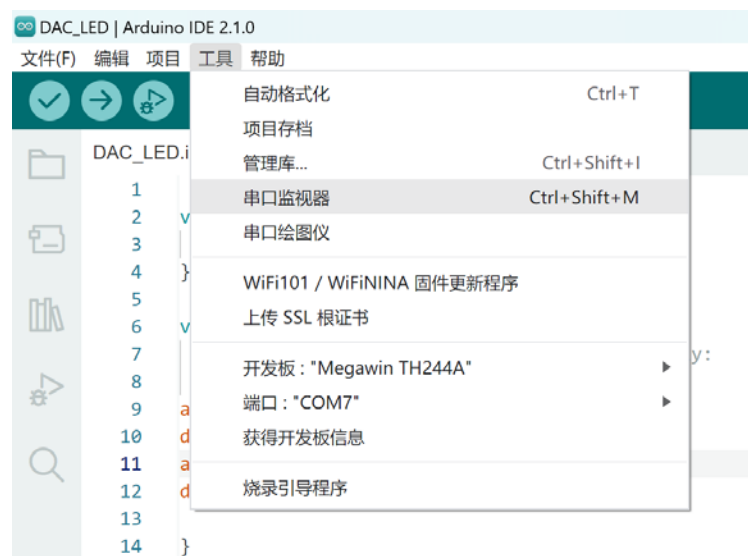 DAC_LED | Arduino IDE 2.1.0
文件(F) 编辑 项目 工具 帮助
自动格式化 Ctrl+T
项目存档
DAC_LED.i
管理库... Ctrl+Shift+I
1
串口监视器 Ctrl+Shift+M
2 v
串口绘图仪
3
4 }
WiFi101 / WiFiNINA 固件更新程序
5
上传 SSL 根证书
6 v
7 y:
开发板 : "Megawin TH244A"
8
端口 : "COM7"
9 a
10 d
获得开发板信息
11 a
12 d
烧录引导程序
13
14 }